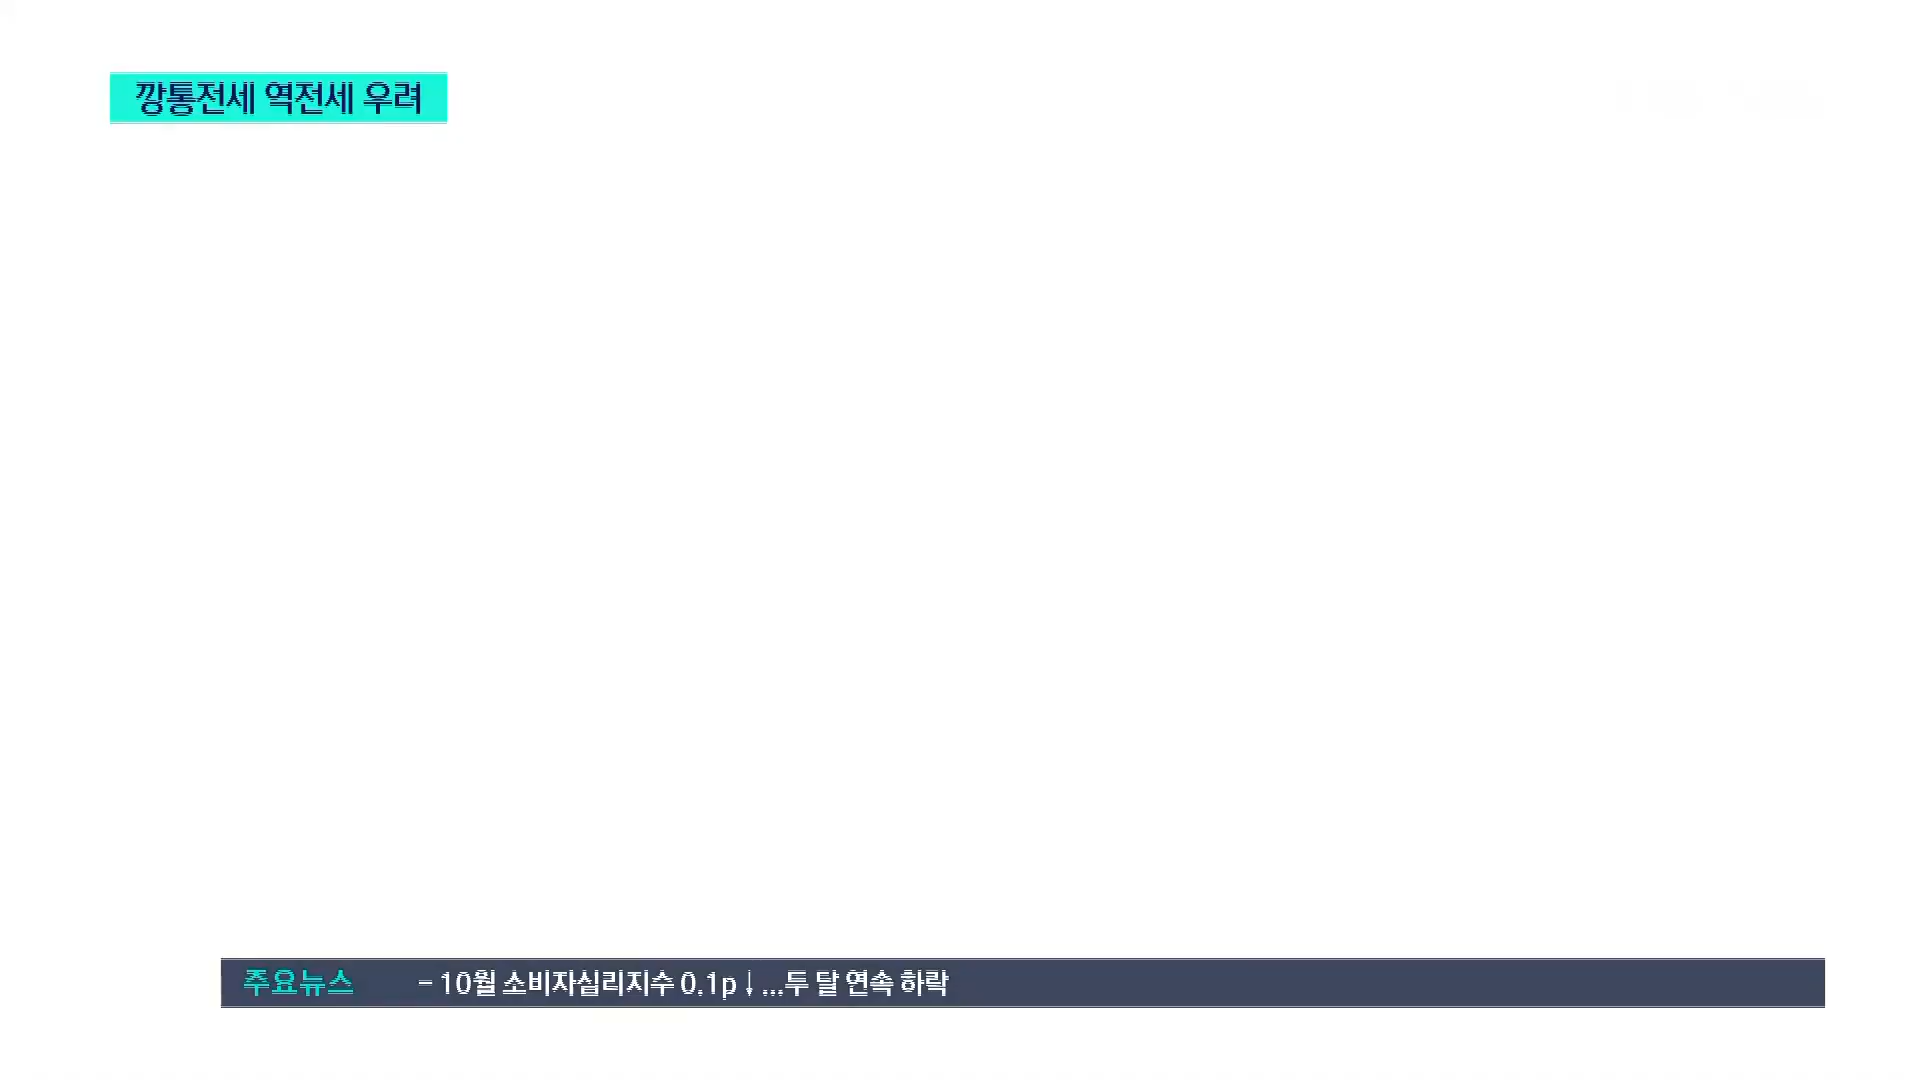 깡통전세 역전세 우려
주요뉴스 - 10월 소비자심리지수 0.1p↓...두 달 연속 하락